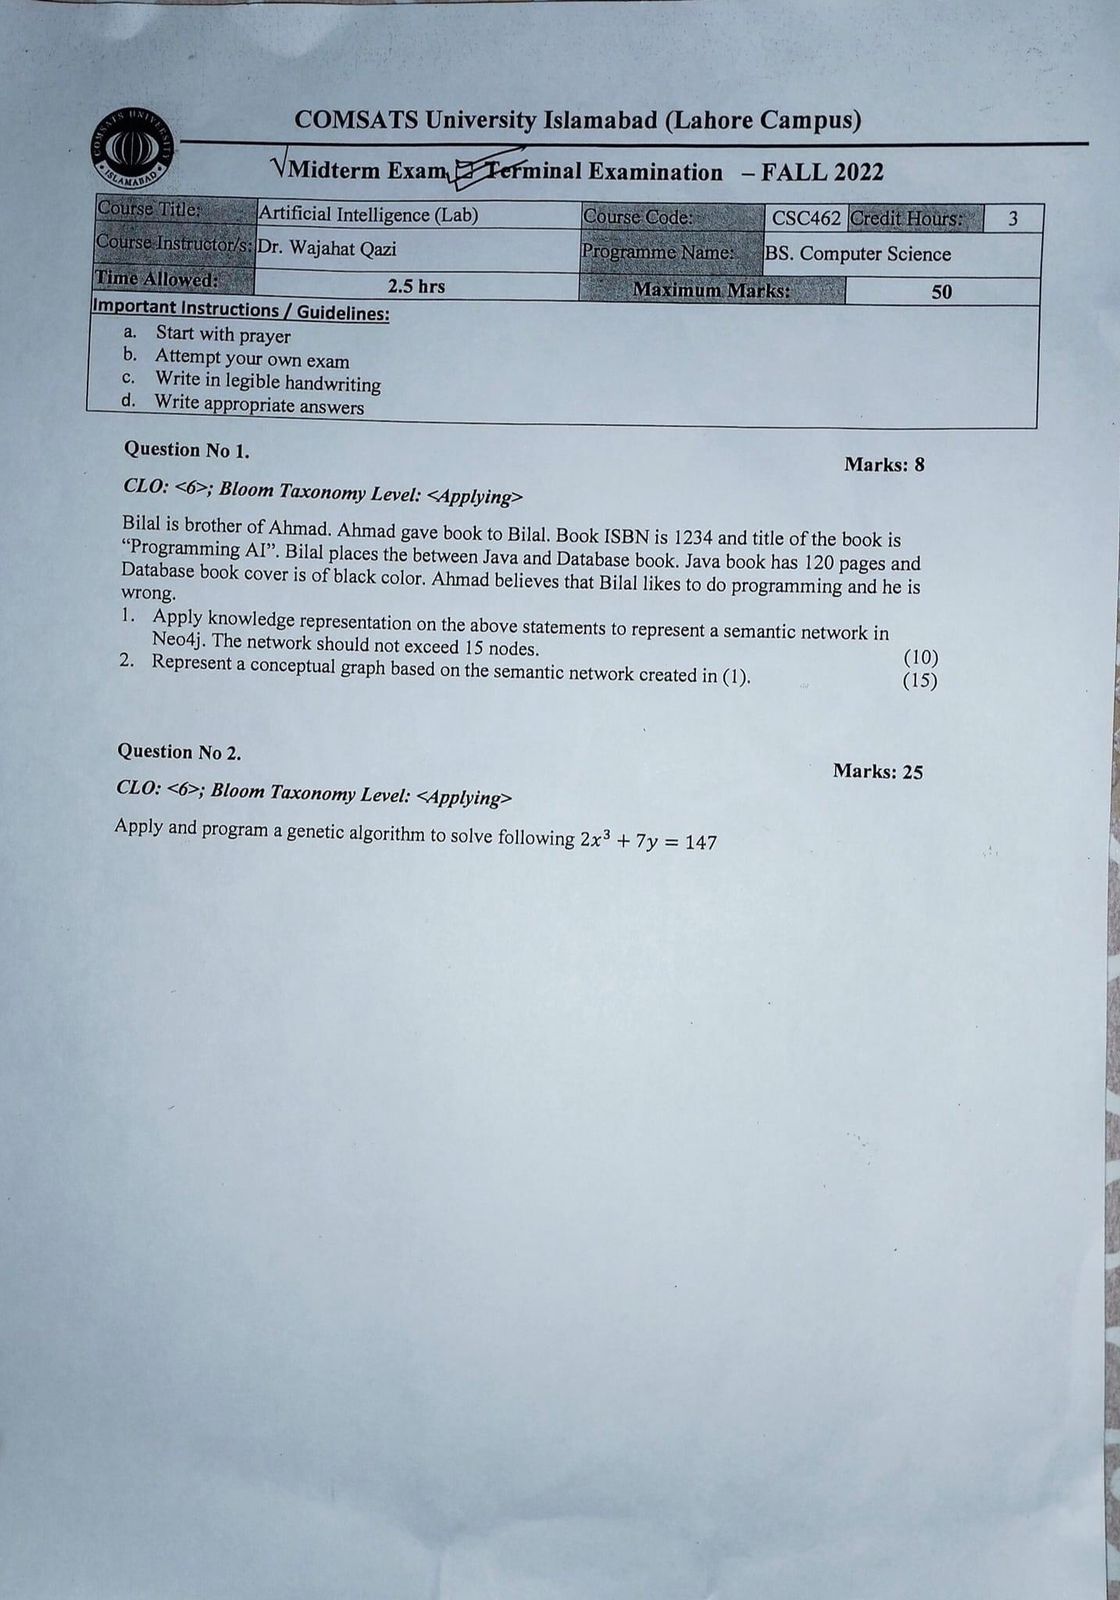 COMSATS UNIVERSITY
ISLAMABAD
COMSATS University Islamabad (Lahore Campus)
√Midterm Exam Terminal Examination – FALL 2022
Course Title: Artificial Intelligence (Lab) Course Code: CSC462 Credit Hours: 3
Course Instructor/s: Dr. Wajahat Qazi Programme Name: BS. Computer Science
Time Allowed: 2.5 hrs Maximum Marks: 50
Important Instructions / Guidelines:
a. Start with prayer
b. Attempt your own exam
c. Write in legible handwriting
d. Write appropriate answers
Question No 1. Marks: 8
CLO: <6>; Bloom Taxonomy Level: <Applying>
Bilal is brother of Ahmad. Ahmad gave book to Bilal. Book ISBN is 1234 and title of the book is
“Programming AI”. Bilal places the between Java and Database book. Java book has 120 pages and
Database book cover is of black color. Ahmad believes that Bilal likes to do programming and he is
wrong.
1. Apply knowledge representation on the above statements to represent a semantic network in
Neo4j. The network should not exceed 15 nodes. (10)
2. Represent a conceptual graph based on the semantic network created in (1). (15)
Question No 2. Marks: 25
CLO: <6>; Bloom Taxonomy Level: <Applying>
Apply and program a genetic algorithm to solve following 2x³ + 7y = 147